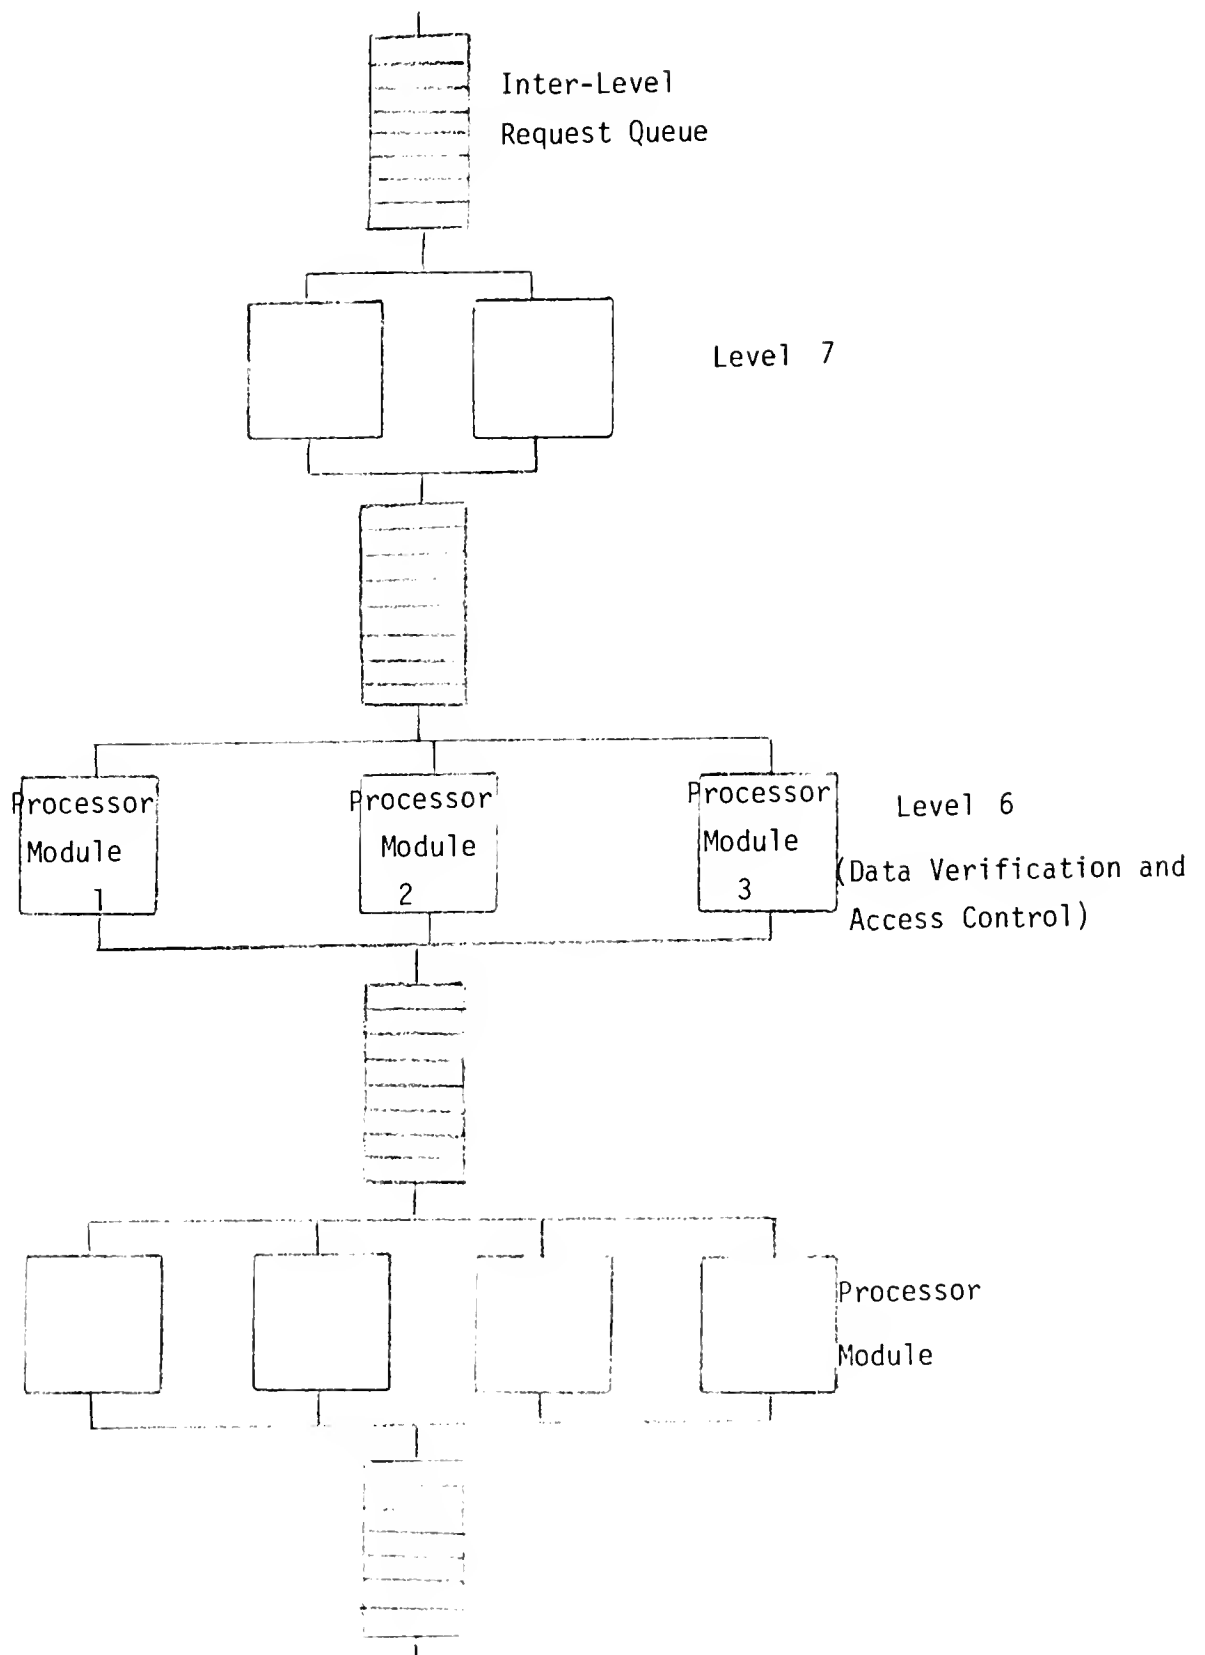 Inter-Level
Request Queue
Level 7
Processor
Module
1
Processor
Module
2
Processor
Module
3
Level 6
(Data Verification and
Access Control)
Processor
Module